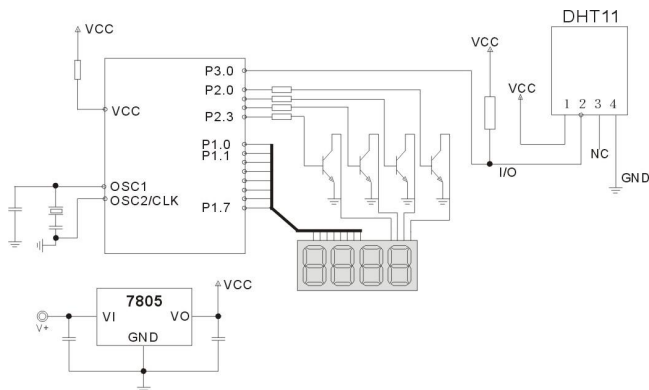 DHT11
VCC
VCC
P3.0
P2.0
P2.3
VCC
VCC
1 2 3 4
P1.0
P1.1
NC
I/O
GND
OSC1
OSC2/CLK
P1.7
7805
VCC
V+
VI
VO
GND